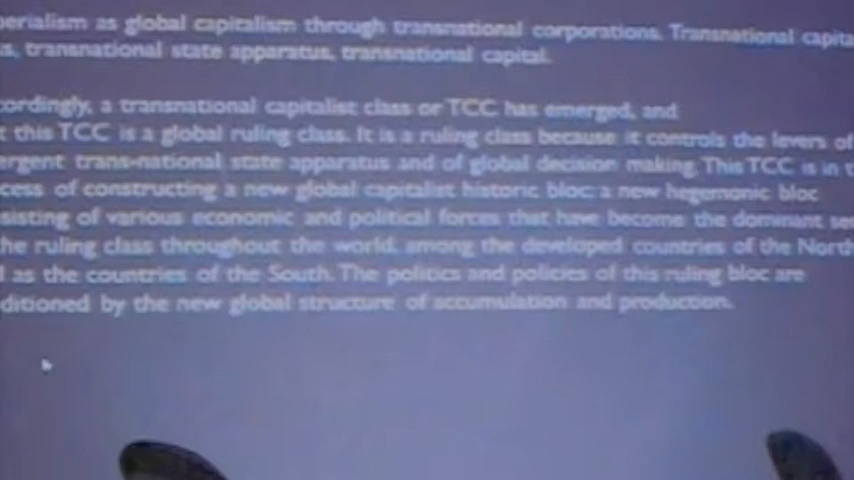 perialism as global capitalism through transnational corporations. Transnational capita
s, transnational state apparatus, transnational capital.
cordingly, a transnational capitalist class or TCC has emerged, and
t this TCC is a global ruling class. It is a ruling class because it controls the levers of
ergent trans-national state apparatus and of global decision making. This TCC is in t
cess of constructing a new global capitalist historic bloc: a new hegemonic bloc
sisting of various economic and political forces that have become the dominant se
he ruling class throughout the world, among the developed countries of the North
l as the countries of the South. The politics and policies of this ruling bloc are
ditioned by the new global structure of accumulation and production.